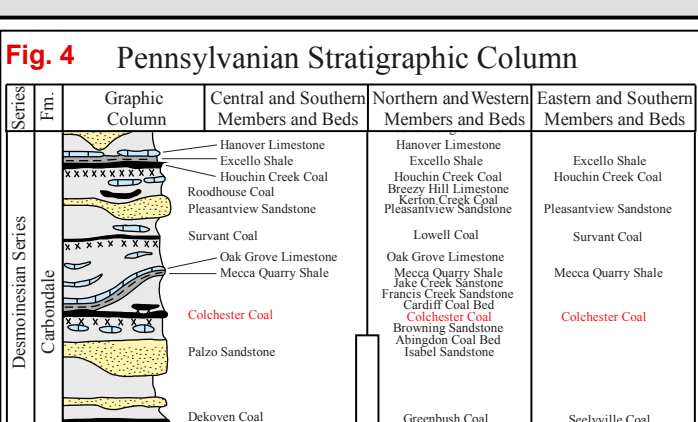 Fig. 4 Pennsylvanian Stratigraphic Column
Series
Fm.
Graphic
Column
Central and Southern
Members and Beds
Northern and Western
Members and Beds
Eastern and Southern
Members and Beds
Desmoinesian Series
Carbondale
Hanover Limestone
Excello Shale
Houchin Creek Coal
Roodhouse Coal
Pleasantview Sandstone
Survant Coal
Oak Grove Limestone
Mecca Quarry Shale
Colchester Coal
Palzo Sandstone
Dekoven Coal
Hanover Limestone
Excello Shale
Houchin Creek Coal
Breezy Hill Limestone
Kerton Creek Coal
Pleasantview Sandstone
Lowell Coal
Oak Grove Limestone
Mecca Quarry Shale
Jake Creek Sanstone
Francis Creek Sandstone
Cardiff Coal Bed
Colchester Coal
Browning Sandstone
Abingdon Coal Bed
Isabel Sandstone
Greenbush Coal
Excello Shale
Houchin Creek Coal
Pleasantview Sandstone
Survant Coal
Mecca Quarry Shale
Colchester Coal
Seelyville Coal